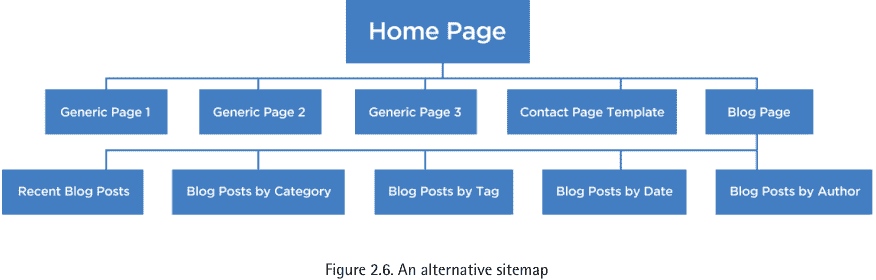 Home Page
Generic Page 1
Generic Page 2
Generic Page 3
Contact Page Template
Blog Page
Recent Blog Posts
Blog Posts by Category
Blog Posts by Tag
Blog Posts by Date
Blog Posts by Author
Figure 2.6. An alternative sitemap